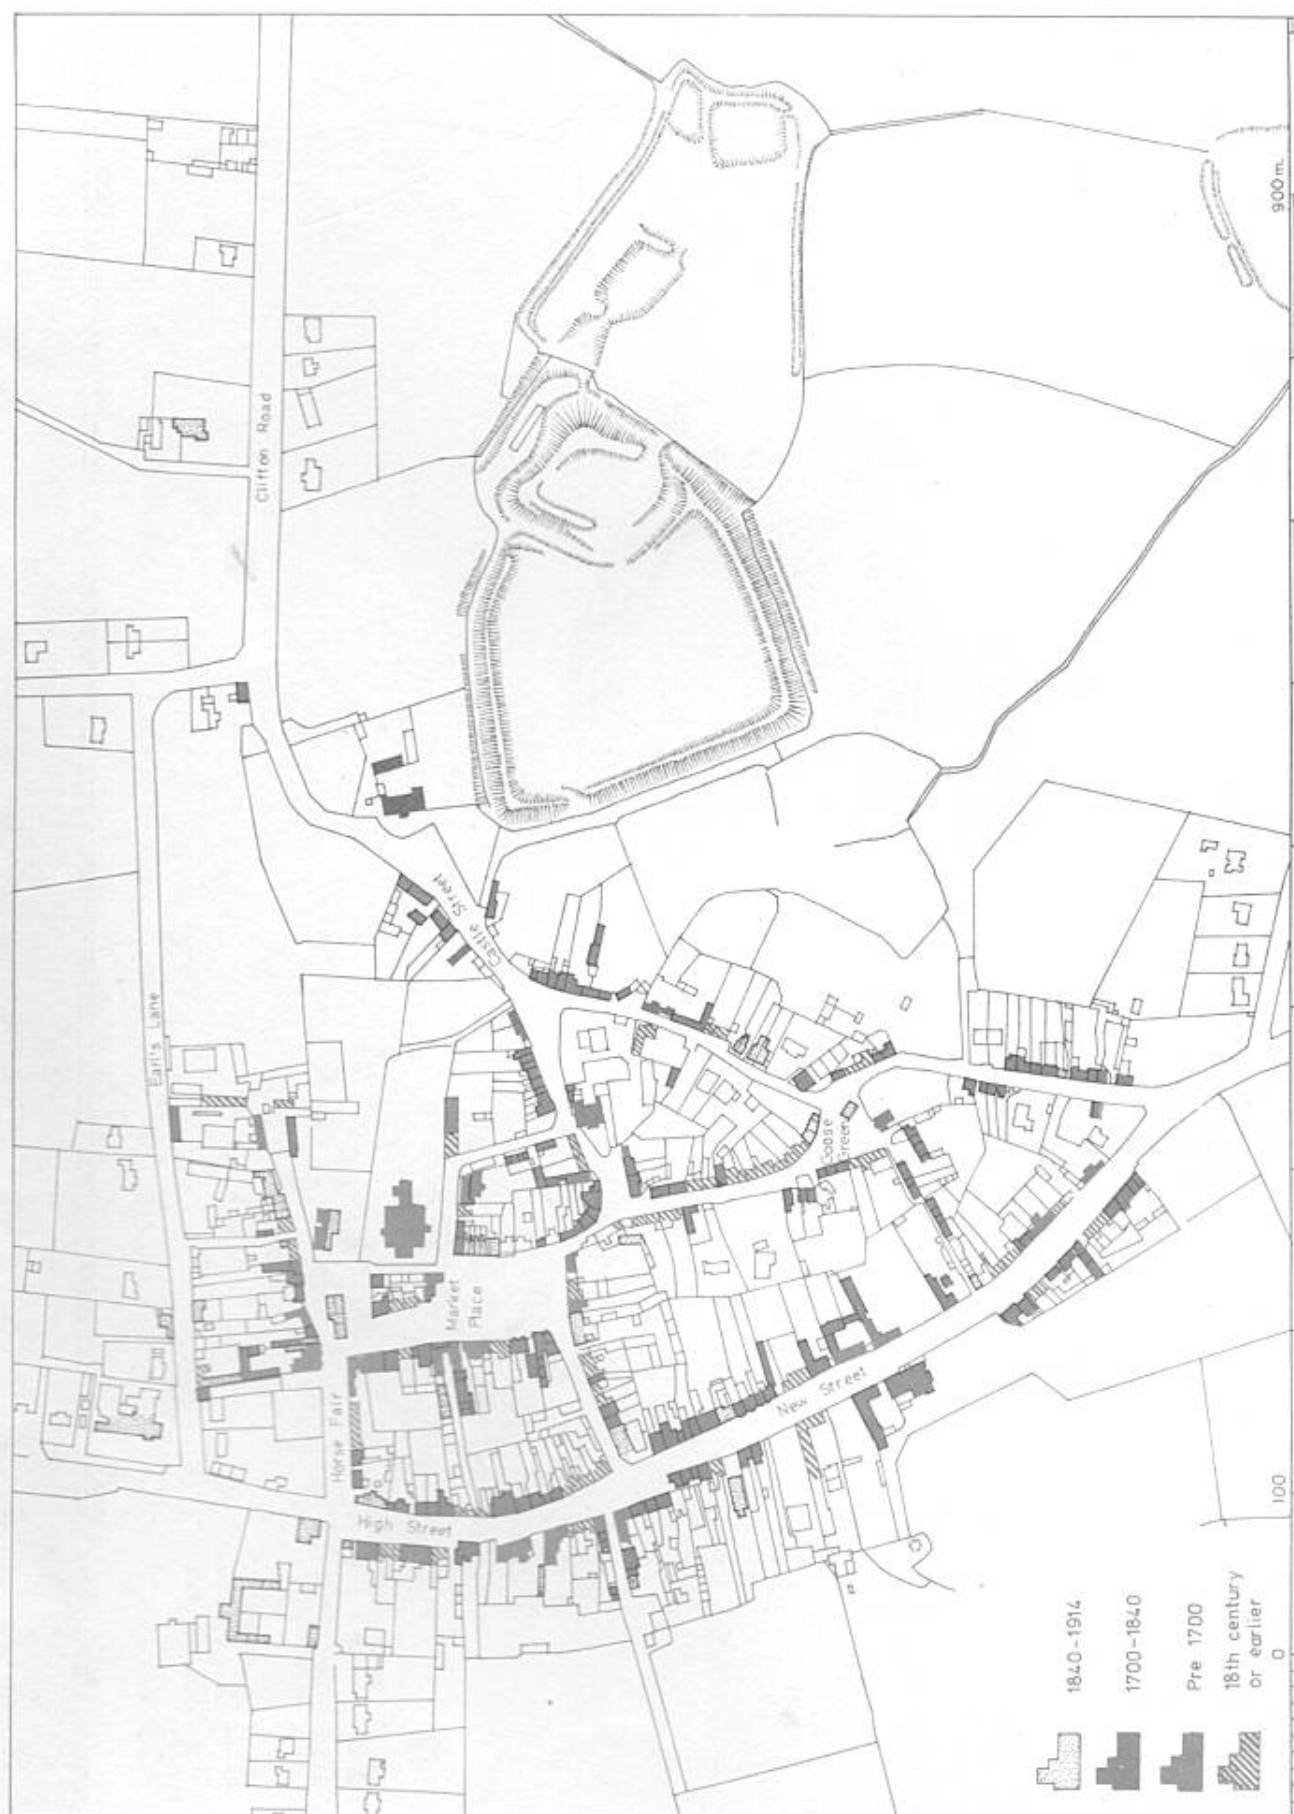 Clifton Road
Earl's Lane
Castle Street
Goose
Green
Market
Place
Horse Fair
High Street
New Street
1840-1914
1700-1840
Pre 1700
18th century
or earlier
0
100
900m.